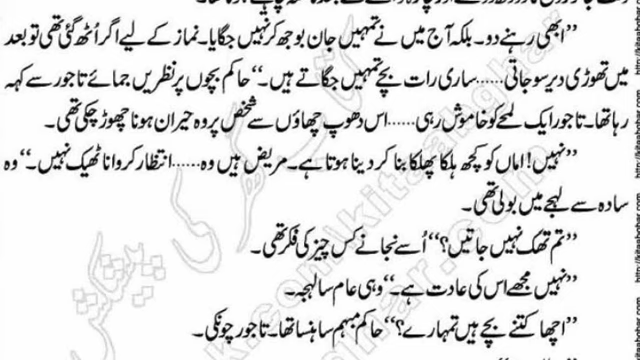 ”ابھی رہنے دو۔ بلکہ آج میں نے تمہیں جان بوجھ کر نہیں جگایا۔ نماز کے لیے اگر اُٹھ گئی تھی تو بعد
میں تھوڑی دیر سو جاتی......ساری رات بچے تمہیں جگاتے ہیں۔“ حاکم بچوں پر نظریں جمائے تاجور سے کہہ
رہا تھا۔ تاجور ایک لمحے کو خاموش رہی......اس دھوپ چھاؤں سے شخص پر وہ حیران ہونا چھوڑ چکی تھی۔
”نہیں! اماں کو کچھ ہلکا پھلکا بنا کر دینا ہوتا ہے۔ مریض ہیں وہ......انتظار کروانا ٹھیک نہیں۔“ وہ
سادہ سے لہجے میں بولی تھی۔
”تم تھک نہیں جاتیں؟“ اُسے نجانے کس چیز کی فکر تھی۔
”نہیں مجھے اس کی عادت ہے۔“ وہی عام سا لہجہ۔
”اچھا کتنے بچے ہیں تمہارے؟“ حاکم مبہم سا ہنسا تھا۔ تاجور چونکی۔